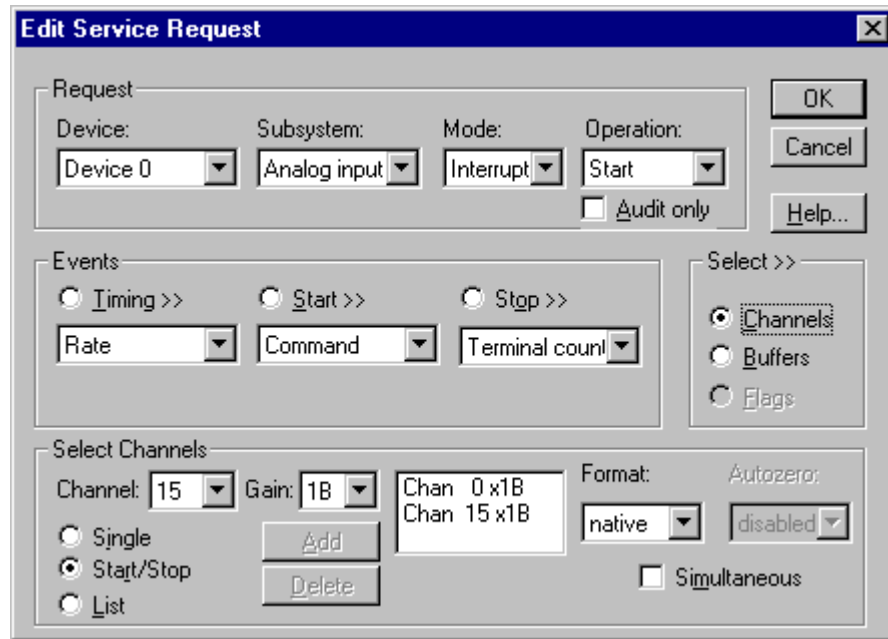 Edit Service Request
Request
OK
Device: Subsystem: Mode: Operation:
Device 0 Analog input Interrupt Start
Cancel
Audit only
Help...
Events
Select >>
Timing >> Start >> Stop >>
Channels
Rate Command Terminal count
Buffers
Flags
Select Channels
Channel: 15 Gain: 1B
Chan 0 x1B
Chan 15 x1B
Format: Autozero:
native disabled
Single
Start/Stop
List
Add
Delete
Simultaneous